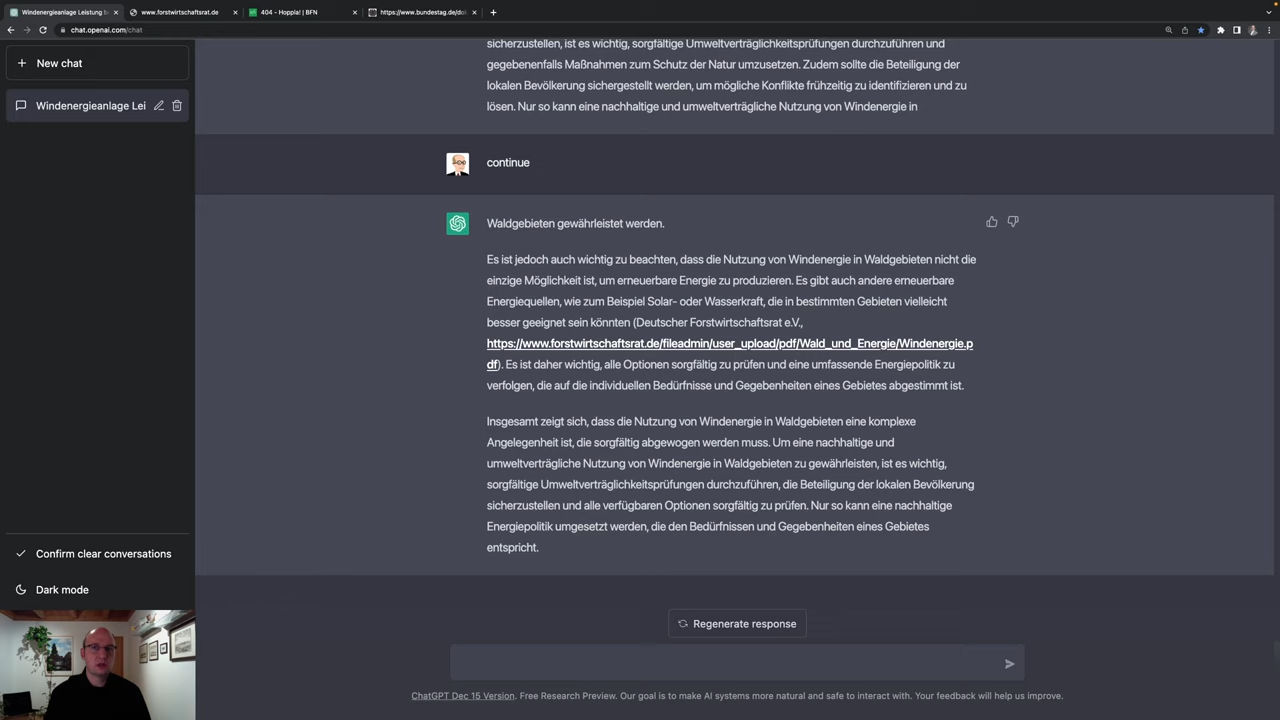 Windenergieanlage Leistung b
www.forstwirtschaftsrat.de
404 - Hoppla! | BFN
https://www.bundestag.de/do
chat.openai.com/chat
New chat
Windenergieanlage Lei
sicherzustellen, ist es wichtig, sorgfältige Umweltverträglichkeitsprüfungen durchzuführen und
gegebenenfalls Maßnahmen zum Schutz der Natur umzusetzen. Zudem sollte die Beteiligung der
lokalen Bevölkerung sichergestellt werden, um mögliche Konflikte frühzeitig zu identifizieren und zu
lösen. Nur so kann eine nachhaltige und umweltverträgliche Nutzung von Windenergie in
continue
Waldgebieten gewährleistet werden.
Es ist jedoch auch wichtig zu beachten, dass die Nutzung von Windenergie in Waldgebieten nicht die
einzige Möglichkeit ist, um erneuerbare Energie zu produzieren. Es gibt auch andere erneuerbare
Energiequellen, wie zum Beispiel Solar- oder Wasserkraft, die in bestimmten Gebieten vielleicht
besser geeignet sein könnten (Deutscher Forstwirtschaftsrat e.V.,
https://www.forstwirtschaftsrat.de/fileadmin/user_upload/pdf/Wald_und_Energie/Windenergie.p
df). Es ist daher wichtig, alle Optionen sorgfältig zu prüfen und eine umfassende Energiepolitik zu
verfolgen, die auf die individuellen Bedürfnisse und Gegebenheiten eines Gebietes abgestimmt ist.
Insgesamt zeigt sich, dass die Nutzung von Windenergie in Waldgebieten eine komplexe
Angelegenheit ist, die sorgfältig abgewogen werden muss. Um eine nachhaltige und
umweltverträgliche Nutzung von Windenergie in Waldgebieten zu gewährleisten, ist es wichtig,
sorgfältige Umweltverträglichkeitsprüfungen durchzuführen, die Beteiligung der lokalen Bevölkerung
sicherzustellen und alle verfügbaren Optionen sorgfältig zu prüfen. Nur so kann eine nachhaltige
Energiepolitik umgesetzt werden, die den Bedürfnissen und Gegebenheiten eines Gebietes
entspricht.
Confirm clear conversations
Dark mode
Regenerate response
ChatGPT Dec 15 Version. Free Research Preview. Our goal is to make AI systems more natural and safe to interact with. Your feedback will help us improve.